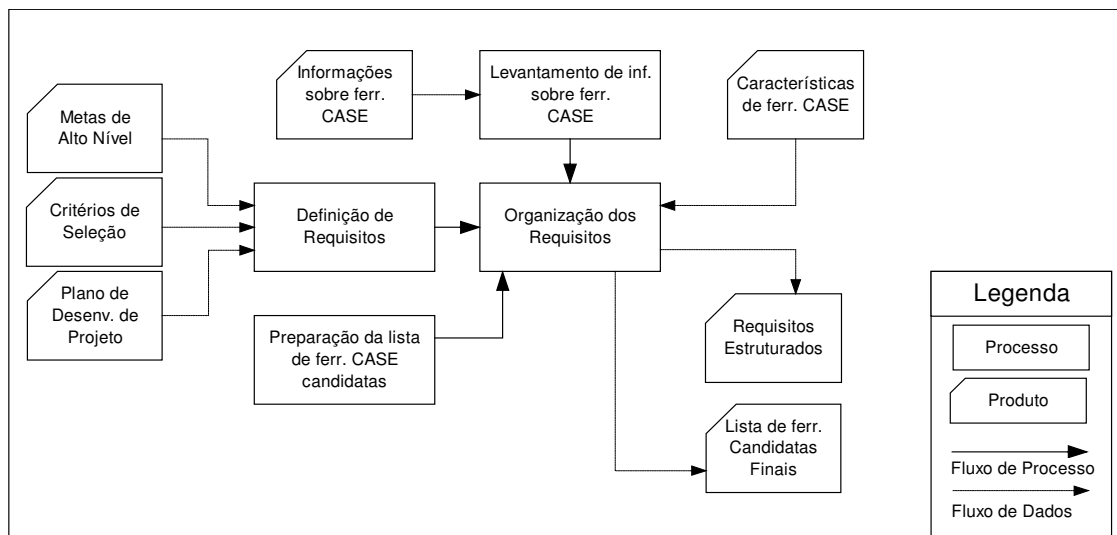 Informações
sobre ferr.
CASE
Levantamento de inf.
sobre ferr.
CASE
Características
de ferr. CASE
Metas de
Alto Nível
Critérios de
Seleção
Plano de
Desenv. de
Projeto
Definição de
Requisitos
Organização dos
Requisitos
Preparação da lista
de ferr. CASE
candidatas
Requisitos
Estruturados
Lista de ferr.
Candidatas
Finais
Legenda
Processo
Produto
Fluxo de Processo
Fluxo de Dados